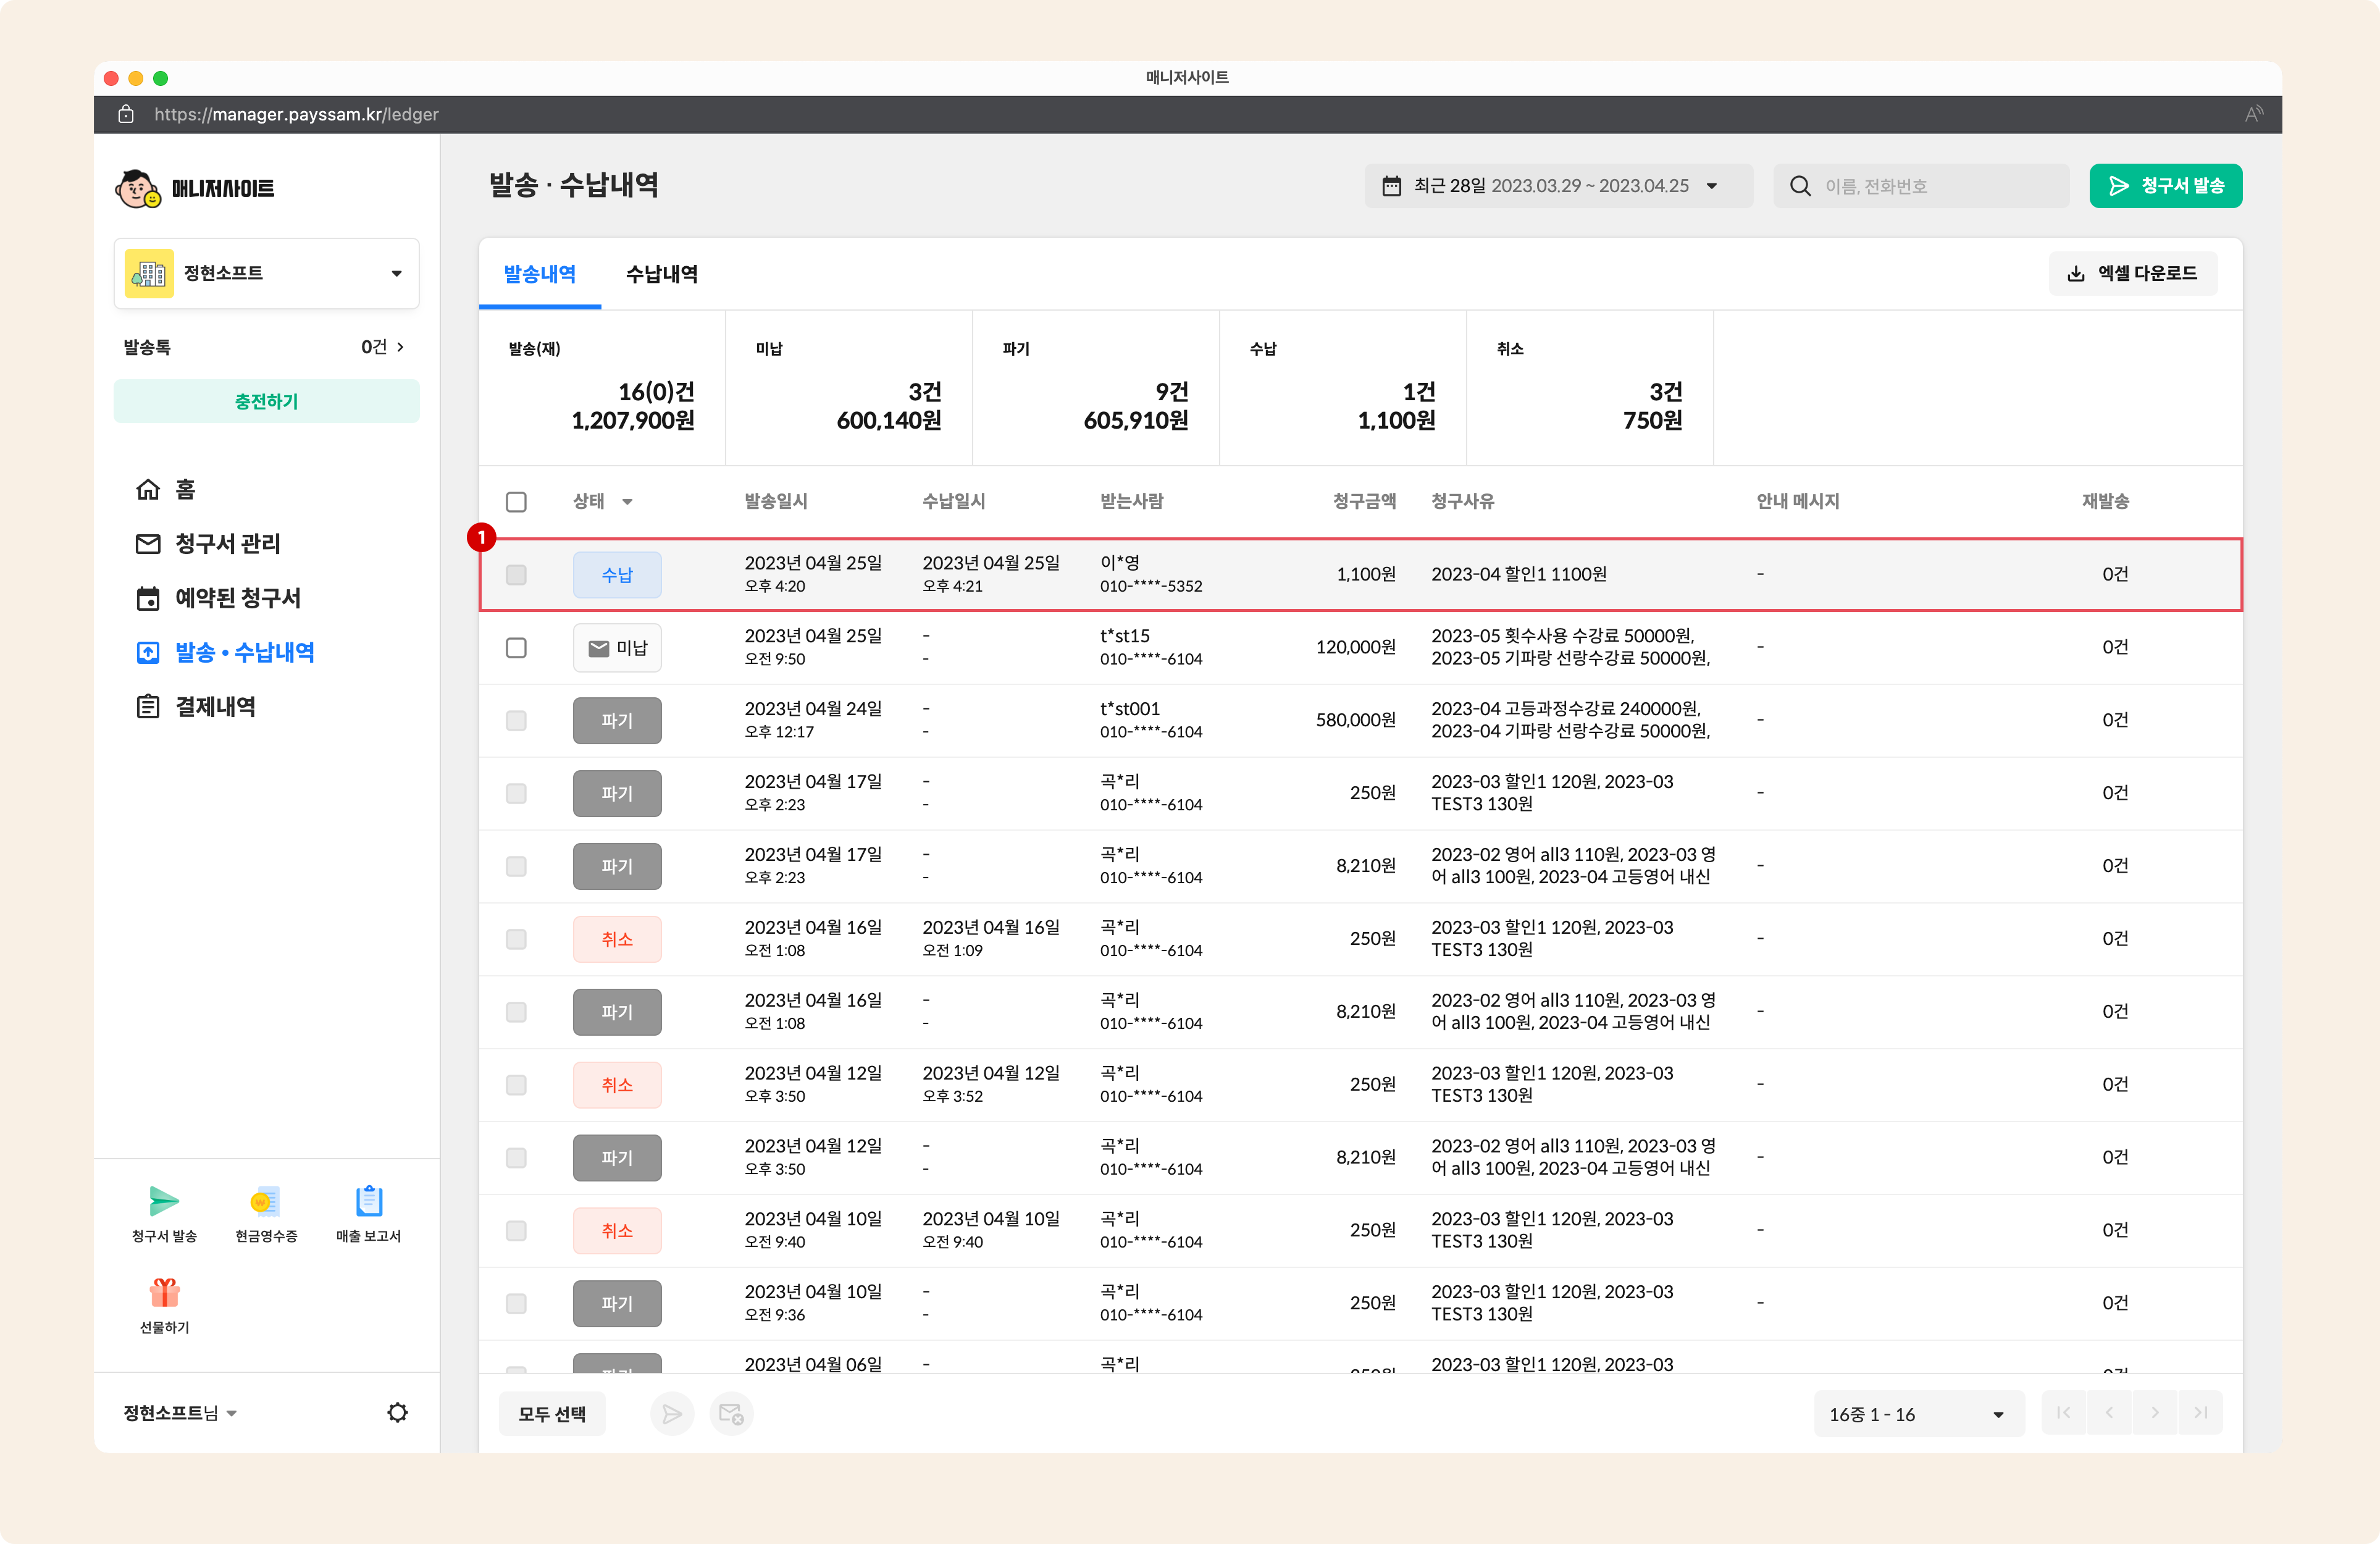 매니저사이트
https://manager.payssam.kr/ledger
매니저사이트
정현소프트
발송톡 0건
충전하기
홈
청구서 관리
예약된 청구서
발송 • 수납내역
결제내역
청구서 발송 현금영수증 매출 보고서
선물하기
정현소프트님
발송 · 수납내역
최근 28일 2023.03.29 ~ 2023.04.25
이름, 전화번호
청구서 발송
발송내역 수납내역
엑셀 다운로드
발송(재) 미납 파기 수납 취소
16(0)건 3건 9건 1건 3건
1,207,900원 600,140원 605,910원 1,100원 750원
상태 발송일시 수납일시 받는사람 청구금액 청구사유 안내 메시지 재발송
1
수납 2023년 04월 25일 2023년 04월 25일 이*영 1,100원 2023-04 할인1 1100원 - 0건
오후 4:20 오후 4:21 010-****-5352
미납 2023년 04월 25일 - t*st15 120,000원 2023-05 횟수사용 수강료 50000원, - 0건
오전 9:50 - 010-****-6104 2023-05 기파랑 선랑수강료 50000원,
파기 2023년 04월 24일 - t*st001 580,000원 2023-04 고등과정수강료 240000원, - 0건
오후 12:17 - 010-****-6104 2023-04 기파랑 선랑수강료 50000원,
파기 2023년 04월 17일 - 곡*리 250원 2023-03 할인1 120원, 2023-03 - 0건
오후 2:23 - 010-****-6104 TEST3 130원
파기 2023년 04월 17일 - 곡*리 8,210원 2023-02 영어 all3 110원, 2023-03 영 - 0건
오후 2:23 - 010-****-6104 어 all3 100원, 2023-04 고등영어 내신
취소 2023년 04월 16일 2023년 04월 16일 곡*리 250원 2023-03 할인1 120원, 2023-03 - 0건
오전 1:08 오전 1:09 010-****-6104 TEST3 130원
파기 2023년 04월 16일 - 곡*리 8,210원 2023-02 영어 all3 110원, 2023-03 영 - 0건
오전 1:08 - 010-****-6104 어 all3 100원, 2023-04 고등영어 내신
취소 2023년 04월 12일 2023년 04월 12일 곡*리 250원 2023-03 할인1 120원, 2023-03 - 0건
오후 3:50 오후 3:52 010-****-6104 TEST3 130원
파기 2023년 04월 12일 - 곡*리 8,210원 2023-02 영어 all3 110원, 2023-03 영 - 0건
오후 3:50 - 010-****-6104 어 all3 100원, 2023-04 고등영어 내신
취소 2023년 04월 10일 2023년 04월 10일 곡*리 250원 2023-03 할인1 120원, 2023-03 - 0건
오전 9:40 오전 9:40 010-****-6104 TEST3 130원
파기 2023년 04월 10일 - 곡*리 250원 2023-03 할인1 120원, 2023-03 - 0건
오전 9:36 - 010-****-6104 TEST3 130원
2023년 04월 06일 - 곡*리 2023-03 할인1 120원, 2023-03
모두 선택
16중 1 - 16